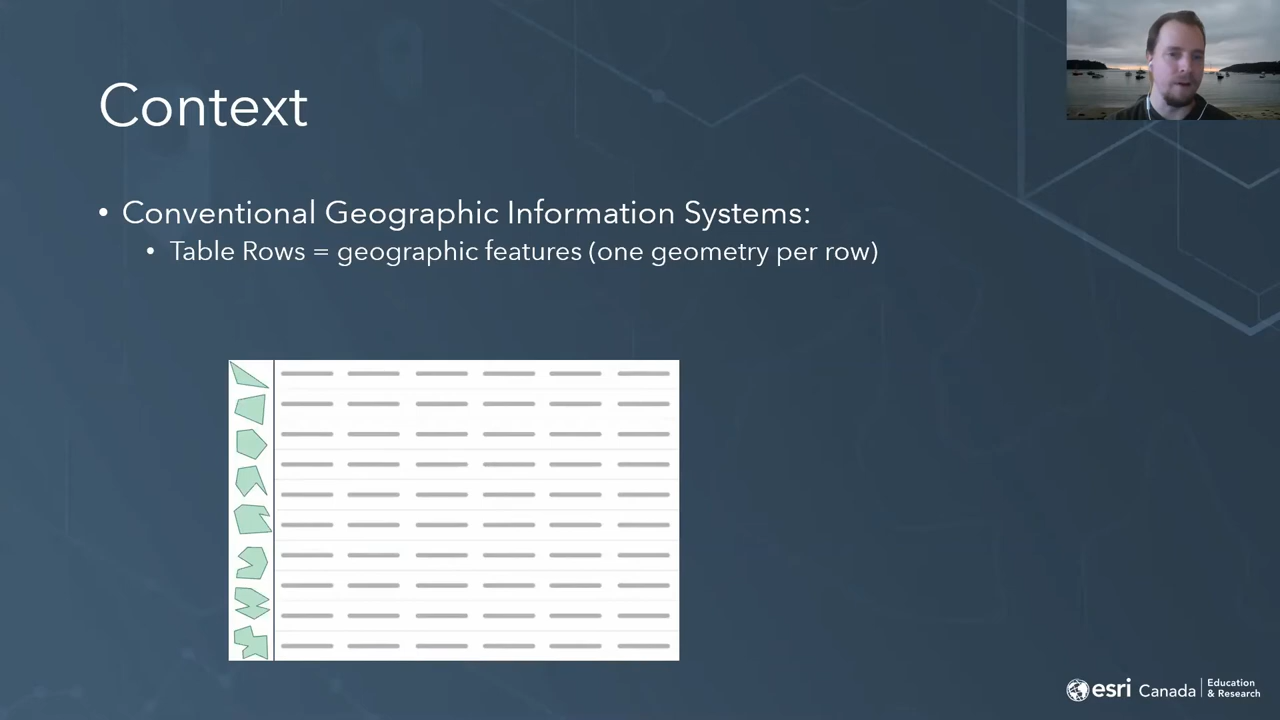 Context
• Conventional Geographic Information Systems:
• Table Rows = geographic features (one geometry per row)
esri Canada
Education
& Research